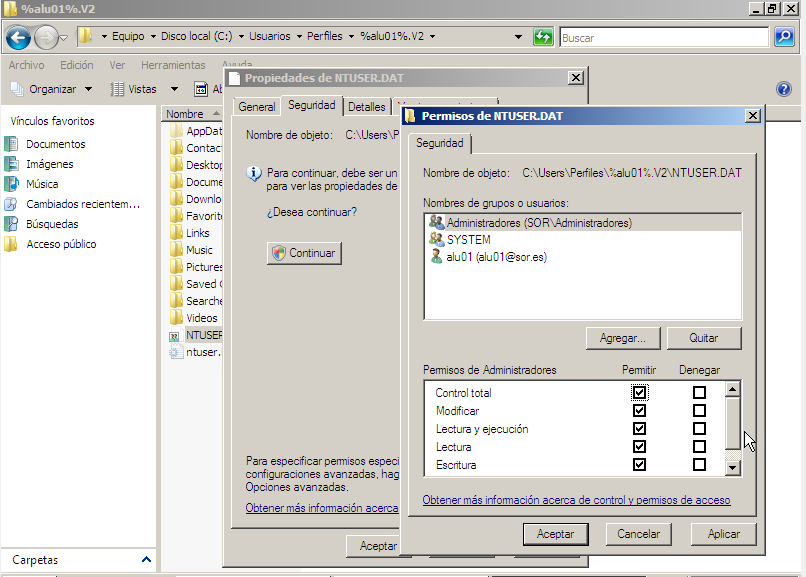 %alu01%.V2
Equipo
Disco local (C:)
Usuarios
Perfiles
%alu01%.V2
Buscar
Archivo
Edición
Ver
Herramientas
Ayuda
Organizar
Vistas
Vínculos favoritos
Documentos
Imágenes
Música
Cambiados recientem...
Búsquedas
Acceso público
Carpetas
Nombre
AppDat
Contac
Desktop
Docume
Downlo
Favorit
Links
Music
Pictures
Saved
Searche
Videos
NTUSER
ntuser.
Propiedades de NTUSER.DAT
General
Seguridad
Detalles
Nombre de objeto: C:\Users\P
Para continuar, debe ser un
para ver las propiedades de
¿Desea continuar?
Continuar
Para especificar permisos especi
configuraciones avanzadas, hag
Opciones avanzadas.
Obtener más información acerca
Aceptar
Permisos de NTUSER.DAT
Seguridad
Nombre de objeto: C:\Users\Perfiles\%alu01%.V2\NTUSER.DAT
Nombres de grupos o usuarios:
Administradores (SOR\Administradores)
SYSTEM
alu01 (alu01@sor.es)
Agregar...
Quitar
Permisos de Administradores Permitir Denegar
Control total
Modificar
Lectura y ejecución
Lectura
Escritura
Obtener más información acerca de control y permisos de acceso
Aceptar
Cancelar
Aplicar